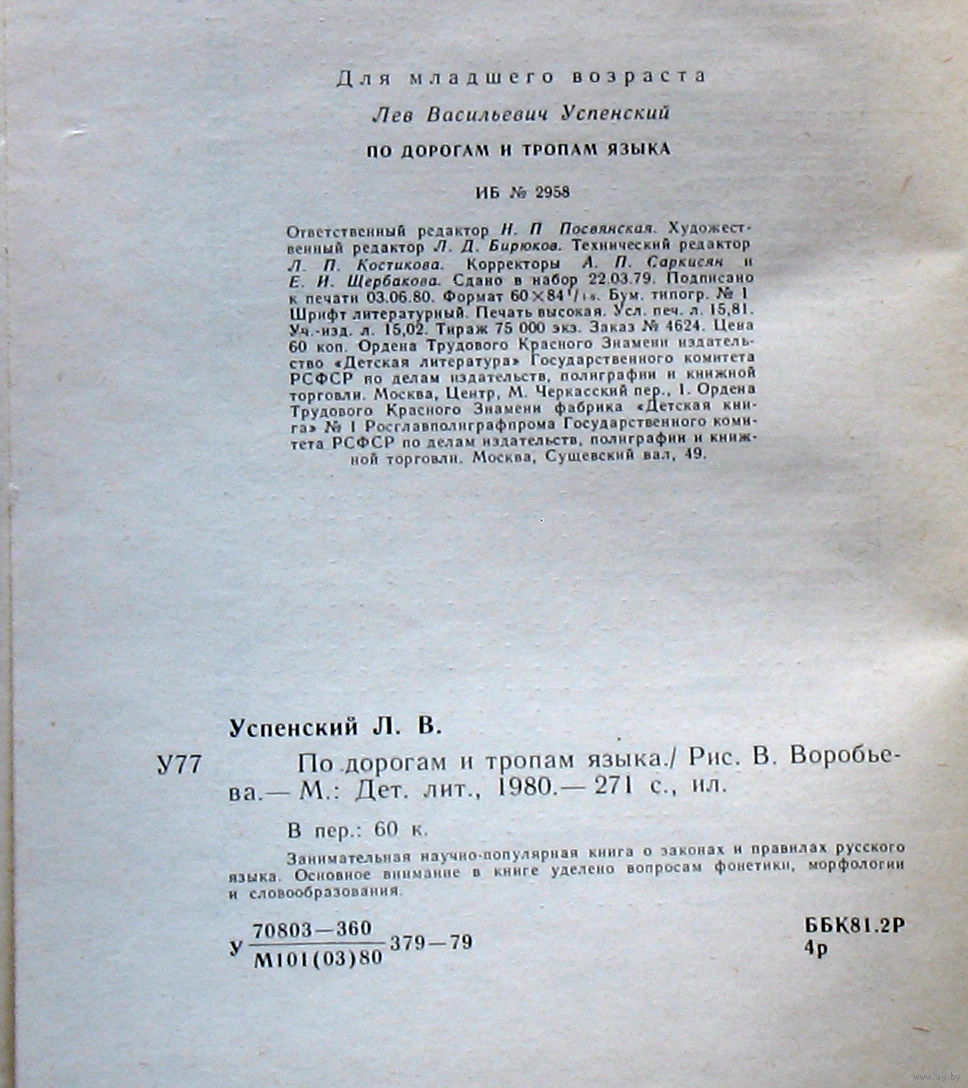 Для младшего возраста
Лев Васильевич Успенский
ПО ДОРОГАМ И ТРОПАМ ЯЗЫКА
ИБ № 2958
Ответственный редактор Н. П Посвянская. Художест-
венный редактор Л. Д. Бирюков. Технический редактор
Л. П. Костикова. Корректоры А. П. Саркисян и
Е. И. Щербакова. Сдано в набор 22.03.79. Подписано
к печати 03.06.80. Формат 60×84 1/16. Бум. типогр. № 1
Шрифт литературный. Печать высокая. Усл. печ. л. 15,81.
Уч.-изд. л. 15,02. Тираж 75 000 экз. Заказ № 4624. Цена
60 коп. Ордена Трудового Красного Знамени издатель-
ство «Детская литература» Государственного комитета
РСФСР по делам издательств, полиграфии и книжной
торговли. Москва, Центр, М. Черкасский пер., 1. Ордена
Трудового Красного Знамени фабрика «Детская кни-
га» № 1 Росглавполиграфпрома Государственного коми-
тета РСФСР по делам издательств, полиграфии и книж-
ной торговли. Москва, Сущевский вал, 49.
Успенский Л. В.
У77 По дорогам и тропам языка./ Рис. В. Воробье-
ва.— М.: Дет. лит., 1980.— 271 с., ил.
В пер.: 60 к.
Занимательная научно-популярная книга о законах и правилах русского
языка. Основное внимание в книге уделено вопросам фонетики, морфологии
и словообразования.
У 70803—360 / М101(03)80 379—79
ББК81.2Р
4р
www.ay.by